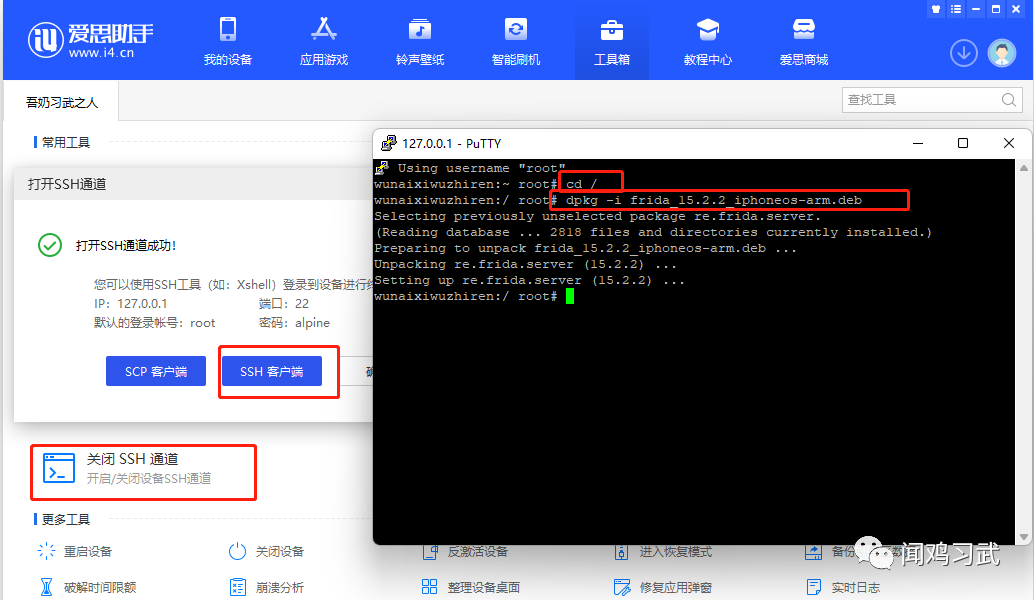 爱思助手
www.i4.cn
我的设备
应用游戏
铃声壁纸
智能刷机
工具箱
教程中心
爱思商城
吾奶习武之人
查找工具
常用工具
打开SSH通道
打开SSH通道成功!
您可以使用SSH工具（如：Xshell）登录到设备进行
IP：127.0.0.1 端口：22
默认的登录帐号：root 密码：alpine
SCP 客户端
SSH 客户端
127.0.0.1 - PuTTY
Using username "root"
wunaixiwuzhiren:~ root# cd /
wunaixiwuzhiren:/ root# dpkg -i frida_15.2.2_iphoneos-arm.deb
Selecting previously unselected package re.frida.server.
(Reading database ... 2818 files and directories currently installed.)
Preparing to unpack frida_15.2.2_iphoneos-arm.deb ...
Unpacking re.frida.server (15.2.2) ...
Setting up re.frida.server (15.2.2) ...
wunaixiwuzhiren:/ root#
关闭 SSH 通道
开启/关闭设备SSH通道
更多工具
重启设备
关闭设备
反激活设备
进入恢复模式
备份
破解时间限额
崩溃分析
整理设备桌面
修复应用弹窗
实时日志
闻鸡习武